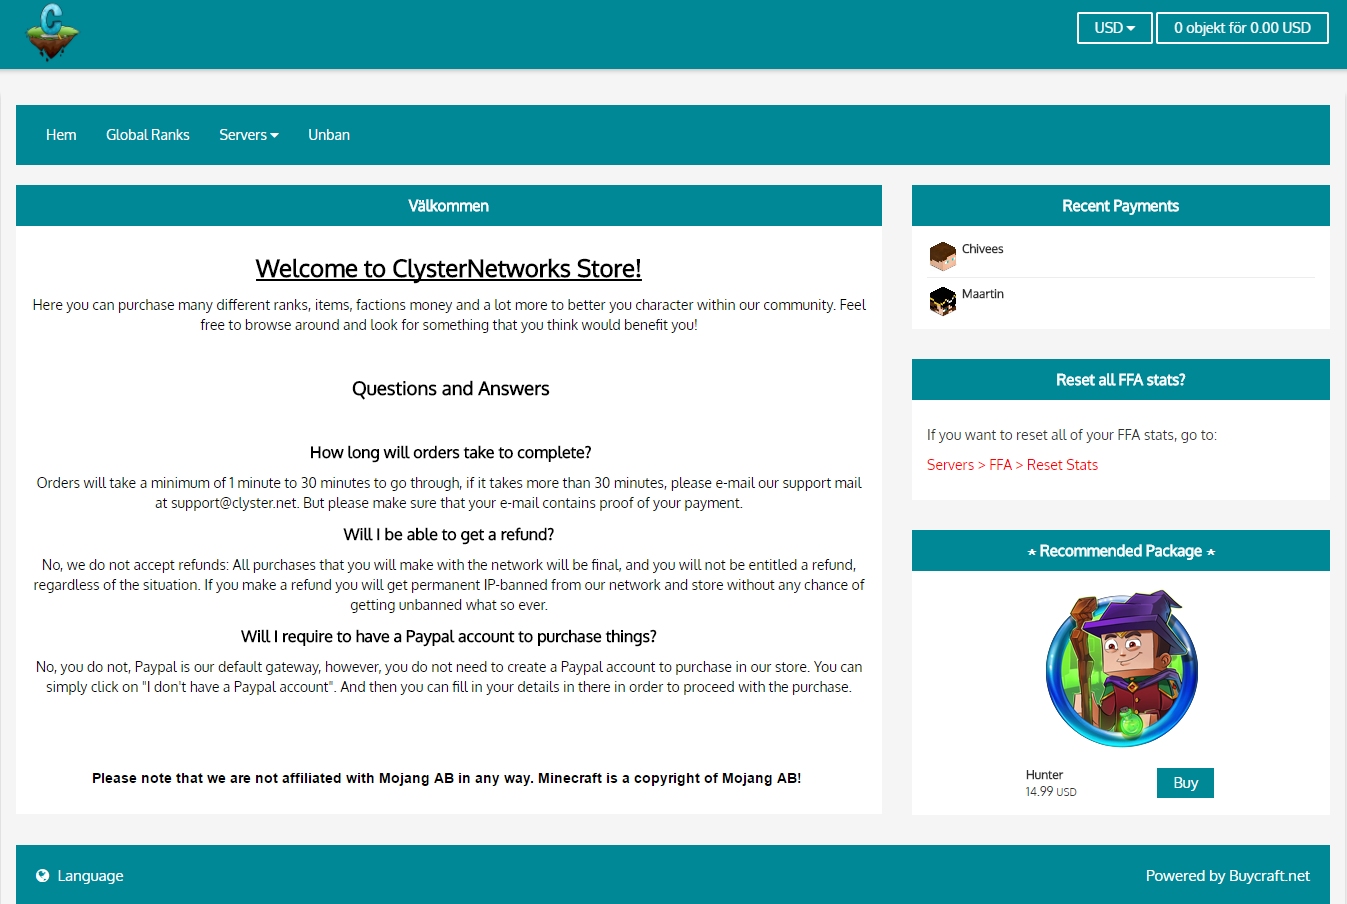 C
USD
0 objekt för 0.00 USD
Hem
Global Ranks
Servers
Unban
Välkommen
Welcome to ClysterNetworks Store!
Here you can purchase many different ranks, items, factions money and a lot more to better you character within our community. Feel
free to browse around and look for something that you think would benefit you!
Questions and Answers
How long will orders take to complete?
Orders will take a minimum of 1 minute to 30 minutes to go through, if it takes more than 30 minutes, please e-mail our support mail
at support@clyster.net. But please make sure that your e-mail contains proof of your payment.
Will I be able to get a refund?
No, we do not accept refunds: All purchases that you will make with the network will be final, and you will not be entitled a refund,
regardless of the situation. If you make a refund you will get permanent IP-banned from our network and store without any chance of
getting unbanned what so ever.
Will I require to have a Paypal account to purchase things?
No, you do not, Paypal is our default gateway, however, you do not need to create a Paypal account to purchase in our store. You can
simply click on "I don't have a Paypal account". And then you can fill in your details in there in order to proceed with the purchase.
Please note that we are not affiliated with Mojang AB in any way. Minecraft is a copyright of Mojang AB!
Recent Payments
Chivees
Maartin
Reset all FFA stats?
If you want to reset all of your FFA stats, go to:
Servers > FFA > Reset Stats
★ Recommended Package ★
Hunter
14.99 USD
Buy
Language
Powered by Buycraft.net